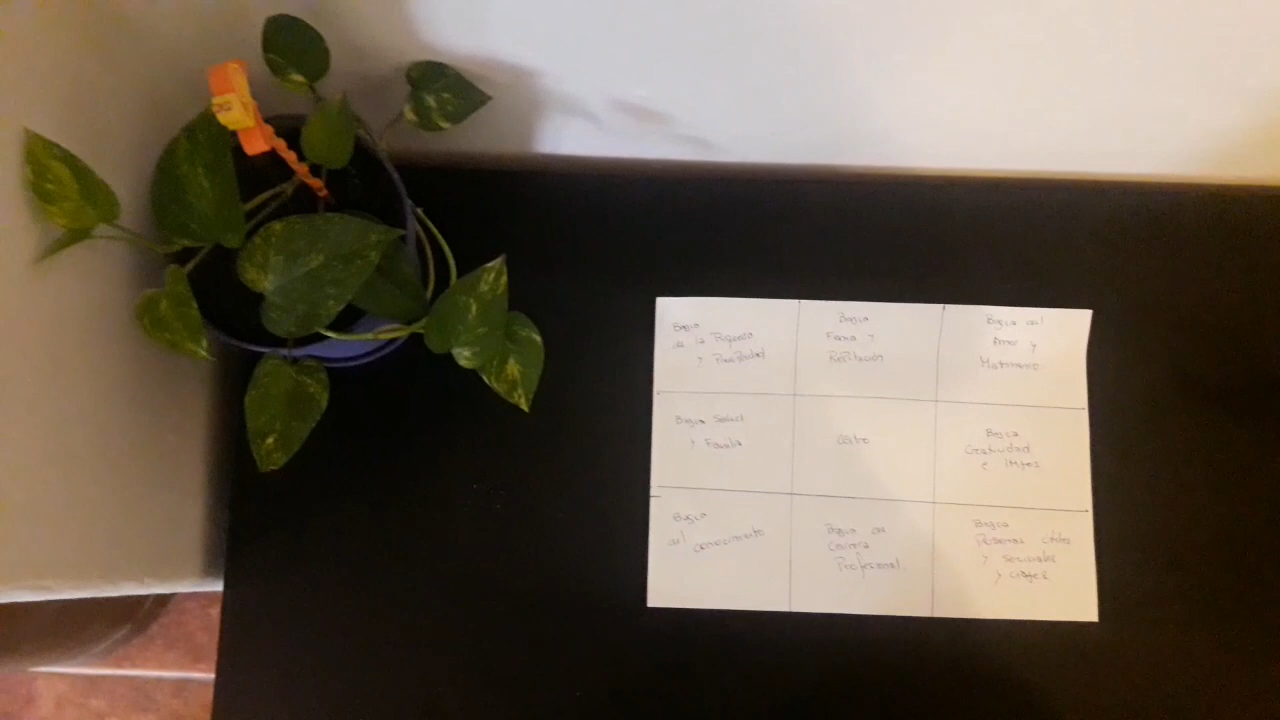 Bagua
de la Riqueza
y Prosperidad
Bagua
Fama y
Reputación
Bagua del
Amor y
Matrimonio
Bagua Salud
y Familia
Centro
Bagua
Creatividad
e Hijos
Bagua
del conocimiento
Bagua de
Carrera
Profesional
Bagua
Personas útiles
y
y viajes